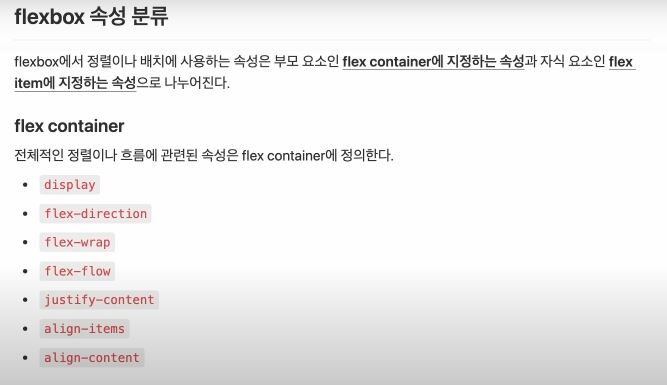 flexbox 속성 분류
flexbox에서 정렬이나 배치에 사용하는 속성은 부모 요소인 flex container에 지정하는 속성과 자식 요소인 flex
item에 지정하는 속성으로 나누어진다.
flex container
전체적인 정렬이나 흐름에 관련된 속성은 flex container에 정의한다.
• display
• flex-direction
• flex-wrap
• flex-flow
• justify-content
• align-items
• align-content